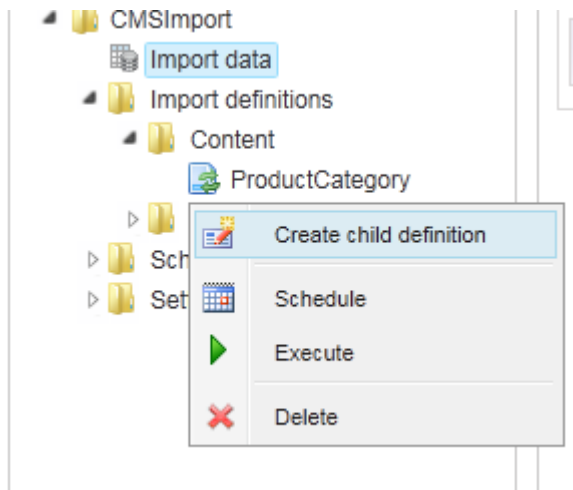 CMSImport
Import data
Import definitions
Content
ProductCategory
Create child definition
Sch
Schedule
Set
Execute
Delete